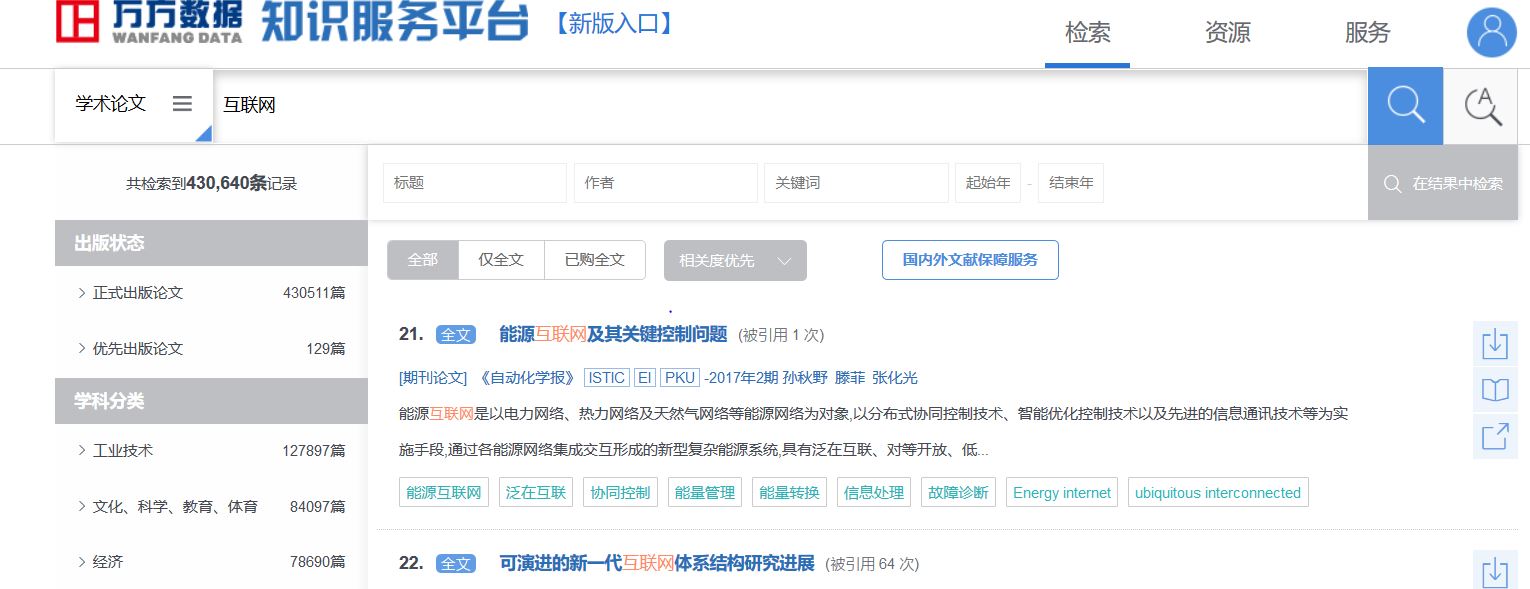 万方数据 知识服务平台 【新版入口】
WANFANG DATA
检索 资源 服务
学术论文 互联网
共检索到430,640条记录
标题 作者 关键词 起始年 - 结束年 在结果中检索
出版状态
正式出版论文 430511篇
优先出版论文 129篇
学科分类
工业技术 127897篇
文化、科学、教育、体育 84097篇
经济 78690篇
全部 仅全文 已购全文 相关度优先 国内外文献保障服务
21. 全文 能源互联网及其关键控制问题 (被引用 1 次)
[期刊论文] 《自动化学报》 ISTIC EI PKU -2017年2期 孙秋野 滕菲 张化光
能源互联网是以电力网络、热力网络及天然气网络等能源网络为对象,以分布式协同控制技术、智能优化控制技术以及先进的信息通讯技术等为实
施手段,通过各能源网络集成交互形成的新型复杂能源系统,具有泛在互联、对等开放、低...
能源互联网 泛在互联 协同控制 能量管理 能量转换 信息处理 故障诊断 Energy internet ubiquitous interconnected
22. 全文 可演进的新一代互联网体系结构研究进展 (被引用 64 次)